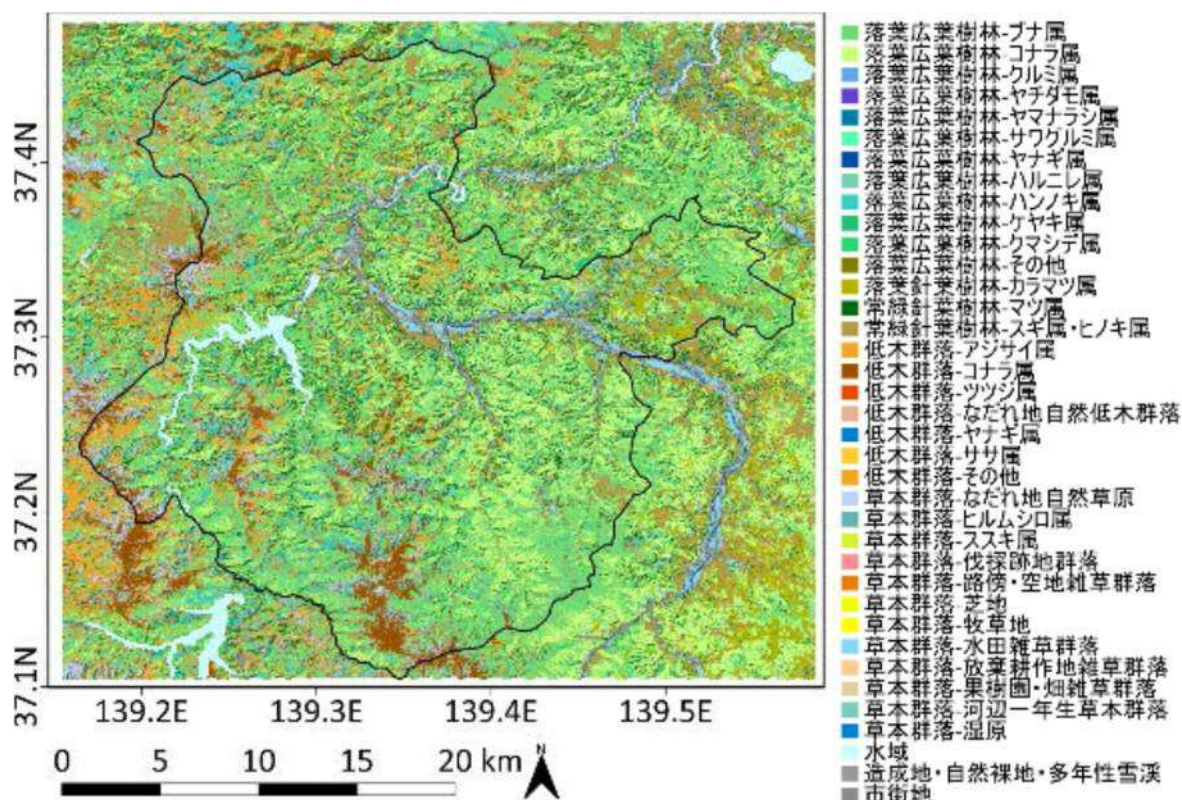 37.4N
37.3N
37.2N
37.1N
139.2E 139.3E 139.4E 139.5E
0 5 10 15 20 km
N
落葉広葉樹林-ブナ属
落葉広葉樹林-コナラ属
落葉広葉樹林-クルミ属
落葉広葉樹林-ヤチダモ属
落葉広葉樹林-ヤマナラシ属
落葉広葉樹林-サワグルミ属
落葉広葉樹林-ヤナギ属
落葉広葉樹林-ハルニレ属
落葉広葉樹林-ハンノキ属
落葉広葉樹林-ケヤキ属
落葉広葉樹林-クマシデ属
落葉広葉樹林-その他
落葉針葉樹林-カラマツ属
常緑針葉樹林-マツ属
常緑針葉樹林-スギ属・ヒノキ属
低木群落-アジサイ属
低木群落-コナラ属
低木群落-ツツジ属
低木群落-なだれ地自然低木群落
低木群落-ヤナギ属
低木群落-ササ属
低木群落-その他
草本群落-なだれ地自然草原
草本群落-ヒルムシロ属
草本群落-ススキ属
草本群落-伐採跡地群落
草本群落-路傍・空地雑草群落
草本群落-芝地
草本群落-牧草地
草本群落-水田雑草群落
草本群落-放棄耕作地雑草群落
草本群落-果樹園・畑雑草群落
草本群落-河辺一年生草本群落
草本群落-湿原
水域
造成地・自然裸地・多年性雪渓
市街地